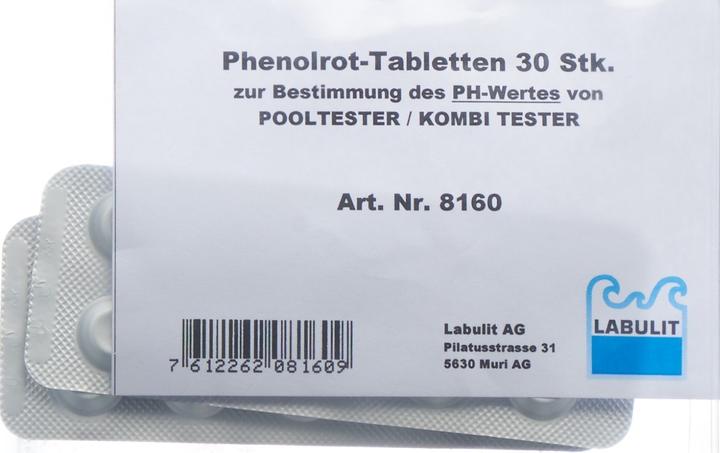 Phenolrot-Tabletten 30 Stk.
zur Bestimmung des PH-Wertes von
POOLTESTER / KOMBI TESTER
Art. Nr. 8160
7 612262 081609
Labulit AG
Pilatusstrasse 31
5630 Muri AG
LABULIT